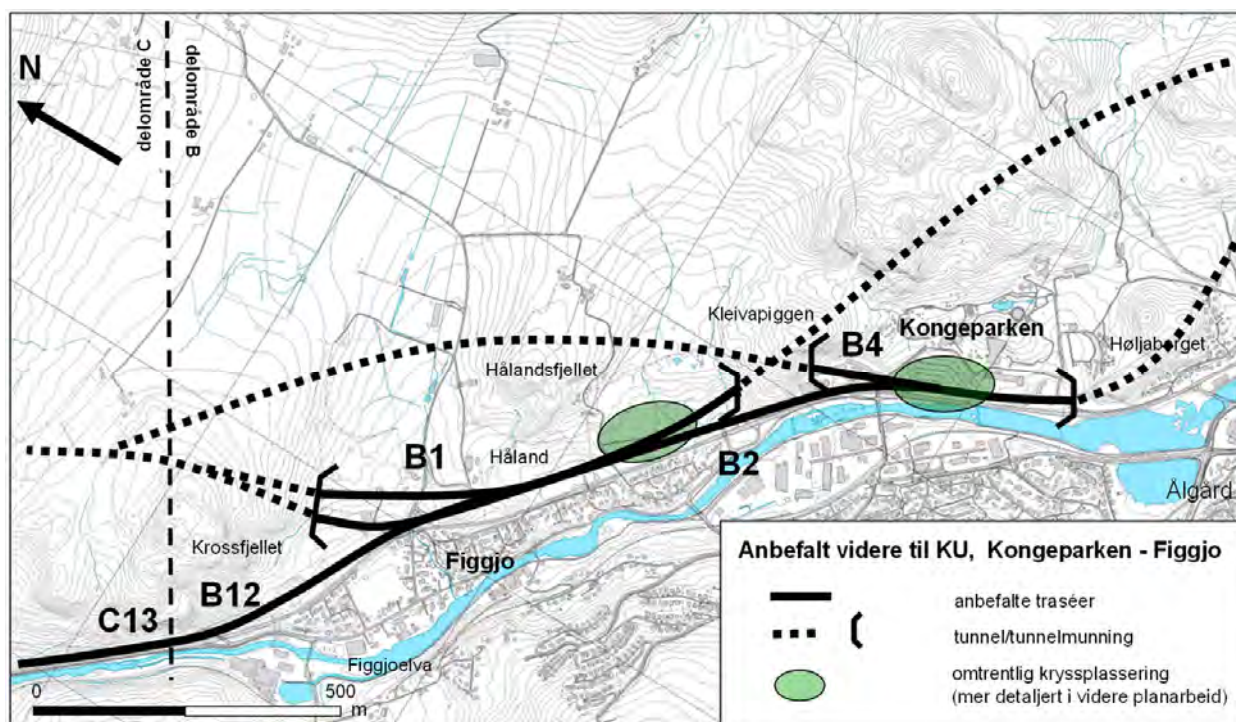 N
delområde C
delområde B
Kleivapiggen
B4
Kongeparken
Høljaberget
Hålandsfjellet
B1
Håland
B2
Ålgård
Krossfjellet
Figgjo
B12
C13
Figgjoelva
0
500
m
Anbefalt videre til KU, Kongeparken - Figgjo
anbefalte traséer
tunnel/tunnelmunning
omtrentlig kryssplassering
(mer detaljert i videre planarbeid)